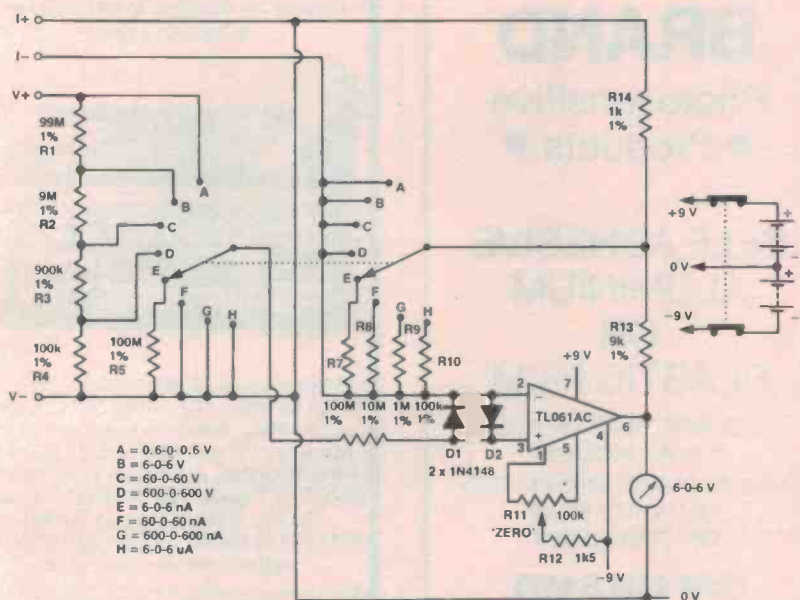 I+
I−
V+
99M
1%
R1
A
B
9M
1%
R2
C
D
900k
1%
R3
E
F
G
H
100k
1%
R4
100M
1%
R5
V−
A
B
C
D
E
F
G
H
R7
R8
R9
R10
100M
1%
10M
1%
1M
1%
100k
1%
R14
1k
1%
R13
9k
1%
+9 V
0 V
−9 V
+
−
+
−
+9V
2
7
−
TL061AC
6
+
3
1
5
4
D1
D2
2 x 1N4148
R11
100k
'ZERO'
R12
1k5
−9 V
6-0-6 V
0 V
A = 0.6-0-0.6 V
B = 6-0-6 V
C = 60-0-60 V
D = 600-0-600 V
E = 6-0-6 nA
F = 60-0-60 nA
G = 600-0-600 nA
H = 6-0-6 uA